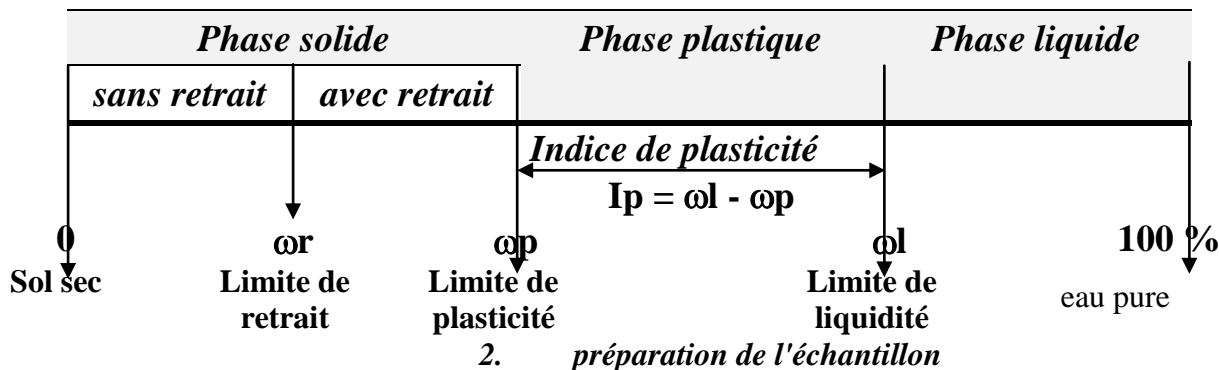 Phase solide Phase plastique Phase liquide
sans retrait avec retrait
Indice de plasticité
Ip = ωl - ωp
0 ωr ωp ωl 100 %
Sol sec Limite de Limite de Limite de eau pure
retrait plasticité liquidité
2. préparation de l'échantillon